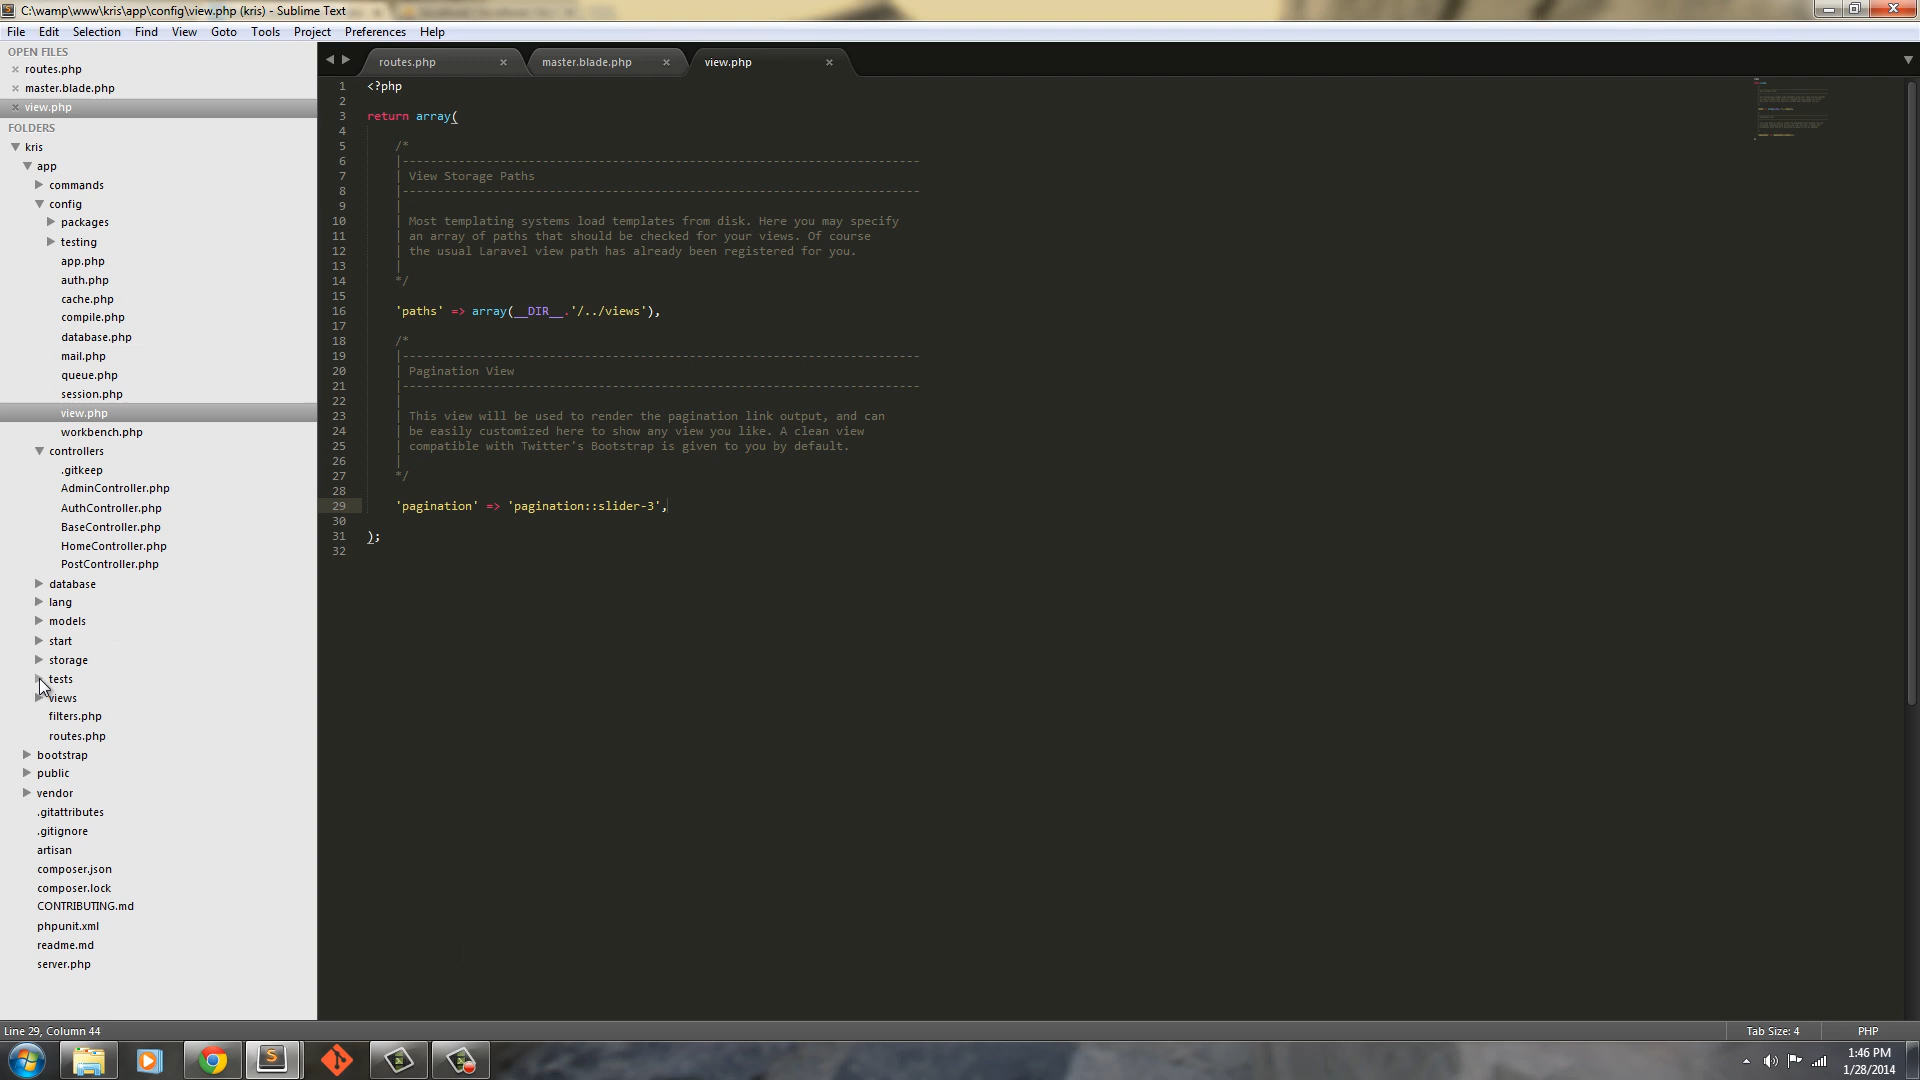 C:\wamp\www\kris\app\config\view.php (kris) - Sublime Text
File Edit Selection Find View Goto Tools Project Preferences Help
OPEN FILES
routes.php
master.blade.php
view.php
FOLDERS
kris
app
commands
config
packages
testing
app.php
auth.php
cache.php
compile.php
database.php
mail.php
queue.php
session.php
view.php
workbench.php
controllers
.gitkeep
AdminController.php
AuthController.php
BaseController.php
HomeController.php
PostController.php
database
lang
models
start
storage
tests
views
filters.php
routes.php
bootstrap
public
vendor
.gitattributes
.gitignore
artisan
composer.json
composer.lock
CONTRIBUTING.md
phpunit.xml
readme.md
server.php
routes.php master.blade.php view.php
1 <?php
2
3 return array(
4
5 /*
6 |--------------------------------------------------------------------------
7 | View Storage Paths
8 |--------------------------------------------------------------------------
9 |
10 | Most templating systems load templates from disk. Here you may specify
11 | an array of paths that should be checked for your views. Of course
12 | the usual Laravel view path has already been registered for you.
13 |
14 */
15
16 'paths' => array(__DIR__.'/../views'),
17
18 /*
19 |--------------------------------------------------------------------------
20 | Pagination View
21 |--------------------------------------------------------------------------
22 |
23 | This view will be used to render the pagination link output, and can
24 | be easily customized here to show any view you like. A clean view
25 | compatible with Twitter's Bootstrap is given to you by default.
26 |
27 */
28
29 'pagination' => 'pagination::slider-3',
30
31 );
32
Line 29, Column 44 Tab Size: 4 PHP
1:46 PM
1/28/2014